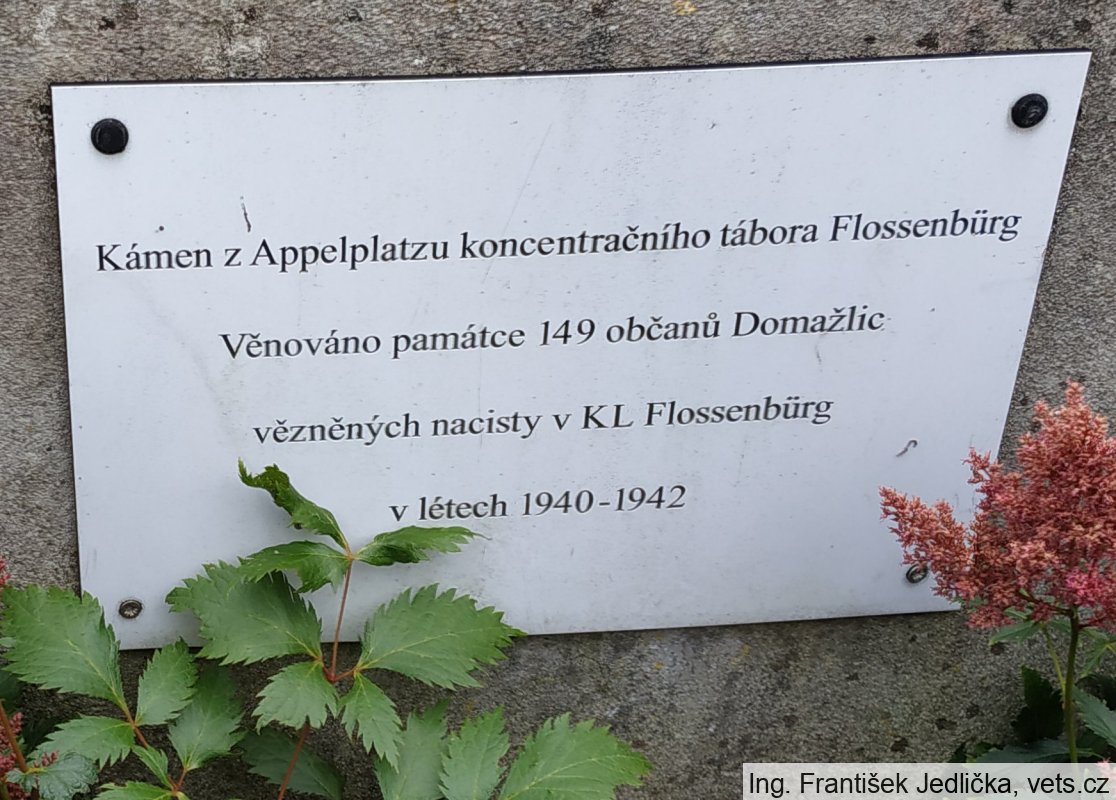 Kámen z Appelplatzu koncentračního tábora Flossenbürg
Věnováno památce 149 občanů Domažlic
vězněných nacisty v KL Flossenbürg
v létech 1940-1942
Ing. František Jedlička, vets.cz